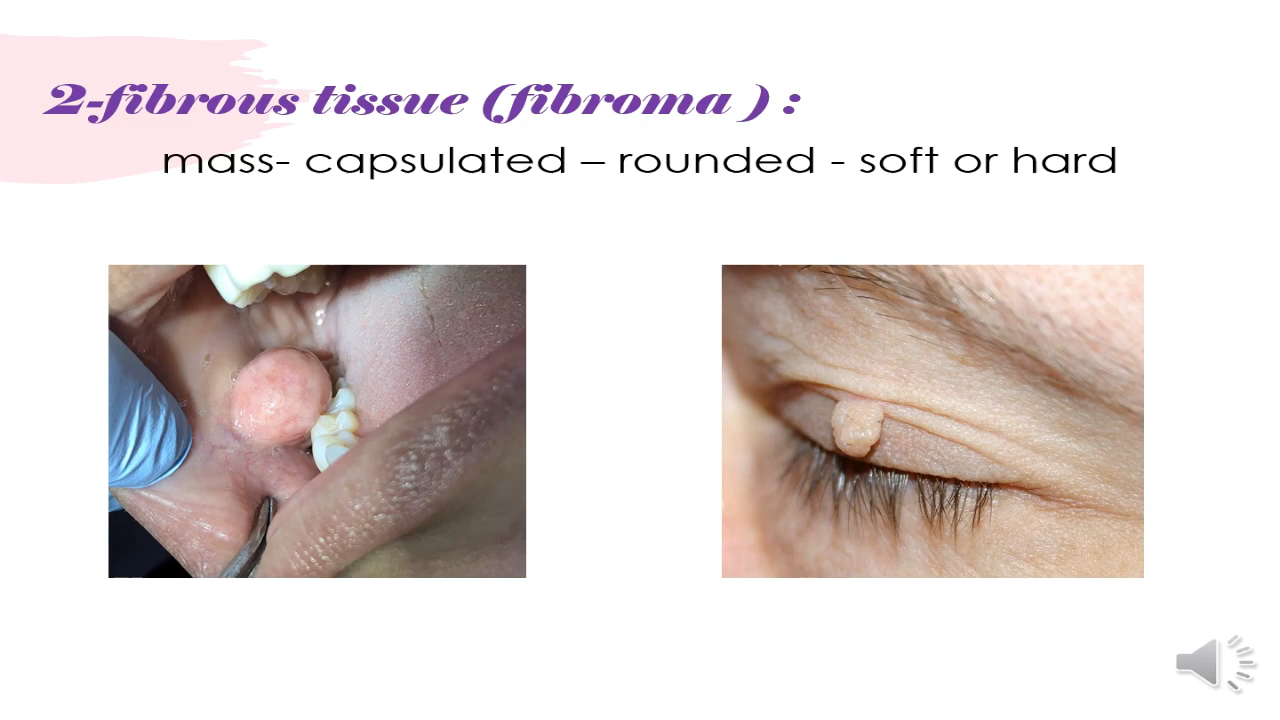 2-fibrous tissue (fibroma ) :
mass- capsulated – rounded - soft or hard